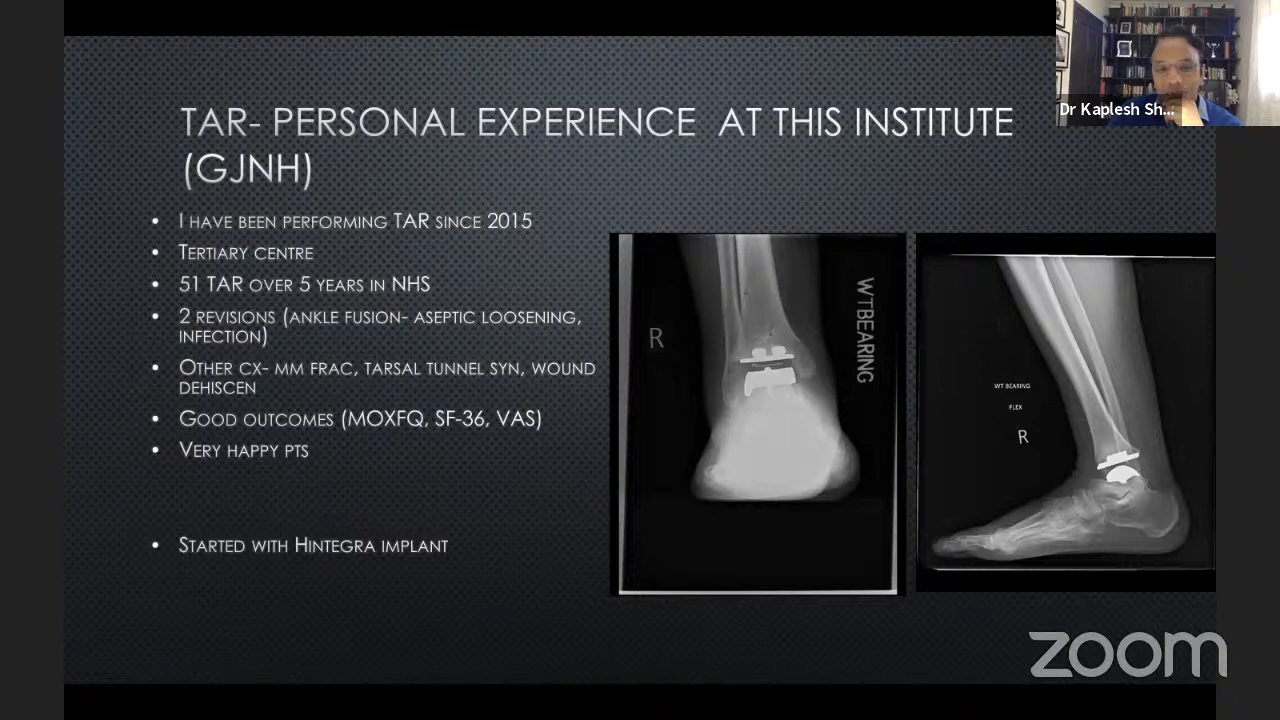 Dr Kaplesh Sh...
TAR- PERSONAL EXPERIENCE AT THIS INSTITUTE
(GJNH)
• I HAVE BEEN PERFORMING TAR SINCE 2015
• TERTIARY CENTRE
• 51 TAR OVER 5 YEARS IN NHS
• 2 REVISIONS (ANKLE FUSION- ASEPTIC LOOSENING,
INFECTION)
• OTHER CX- MM FRAC, TARSAL TUNNEL SYN, WOUND
DEHISCEN
• GOOD OUTCOMES (MOXFQ, SF-36, VAS)
• VERY HAPPY PTS
• STARTED WITH HINTEGRA IMPLANT
R
WTBEARING
WT BEARING
FLEX
R
zoom